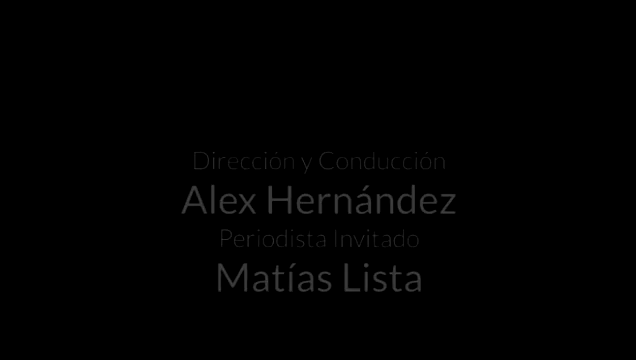 Dirección y Conducción
Alex Hernández
Periodista Invitado
Matías Lista